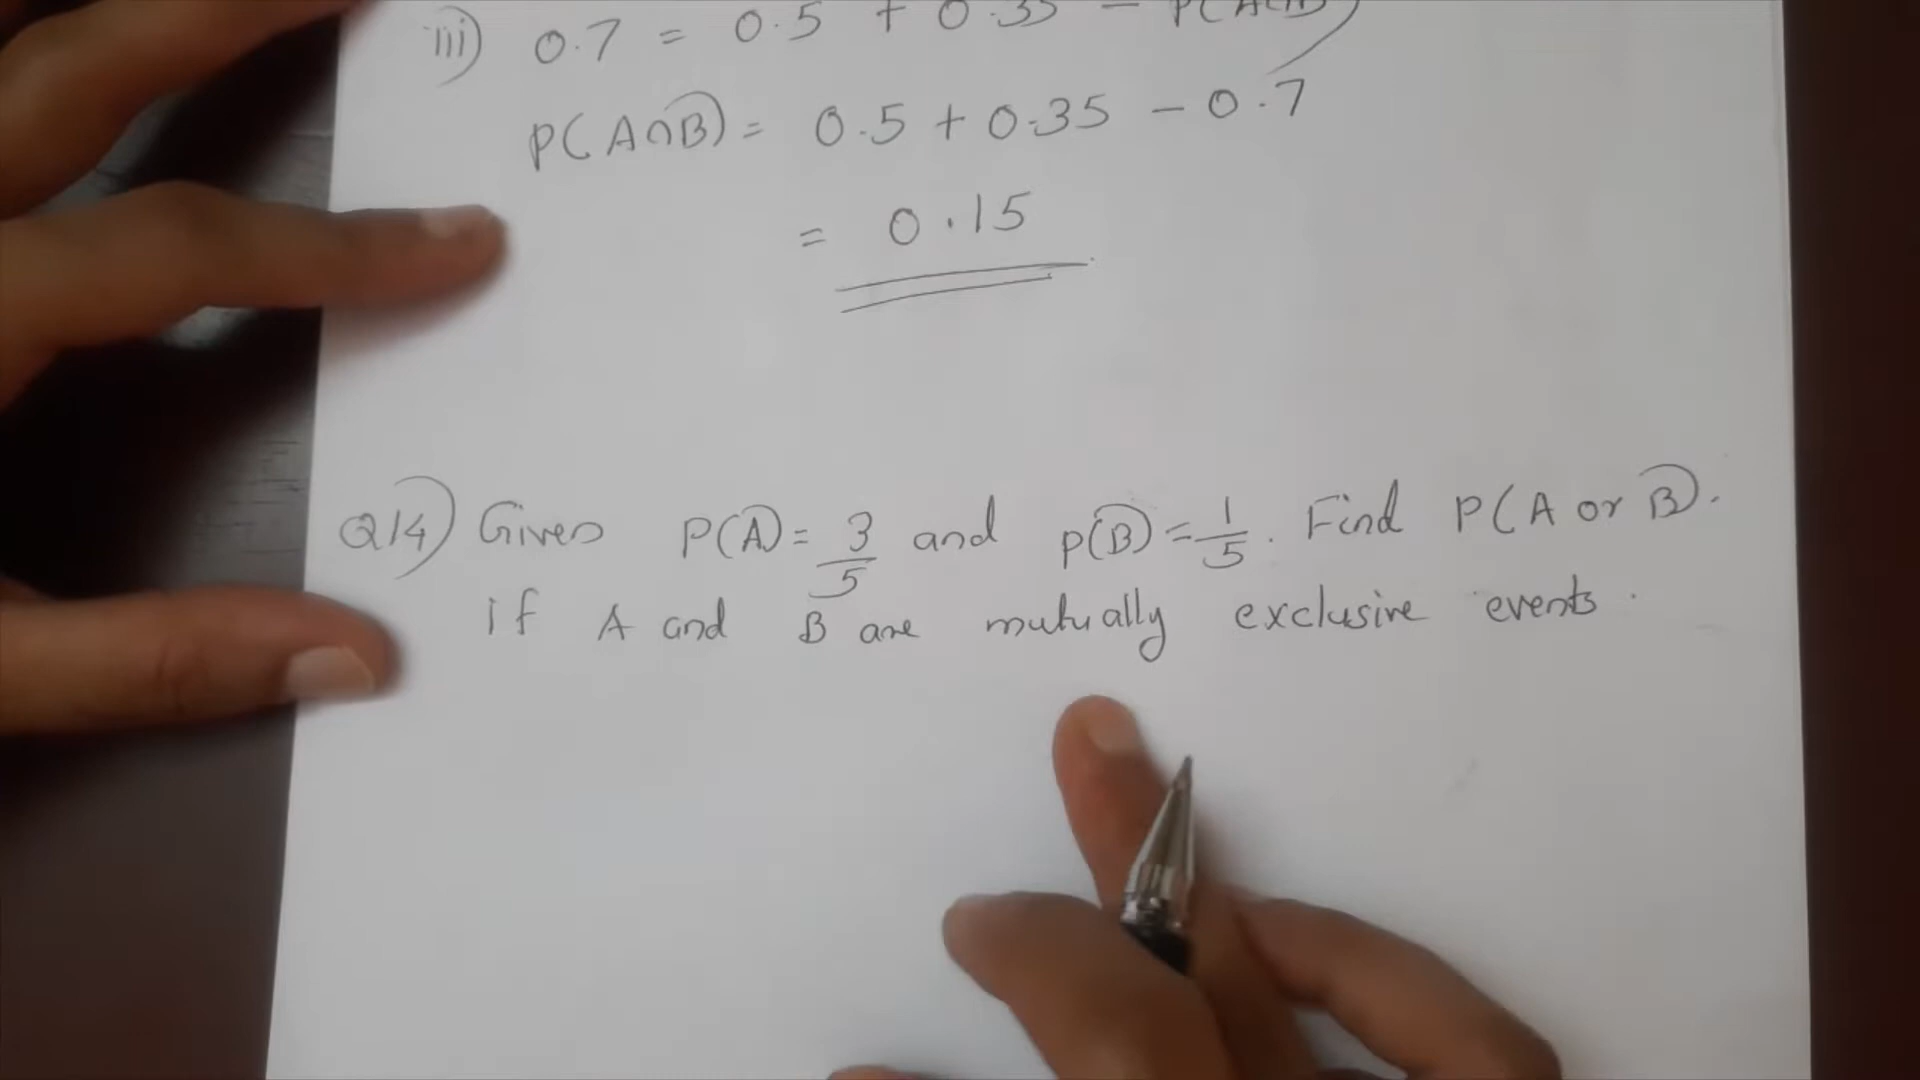 iii) 0.7 = 0.5 + 0.35 - P(A∩B)
P(A∩B) = 0.5 + 0.35 - 0.7
= 0.15
Q14) Given P(A) = 3/5 and P(B) = 1/5. Find P(A or B).
if A and B are mutually exclusive events.